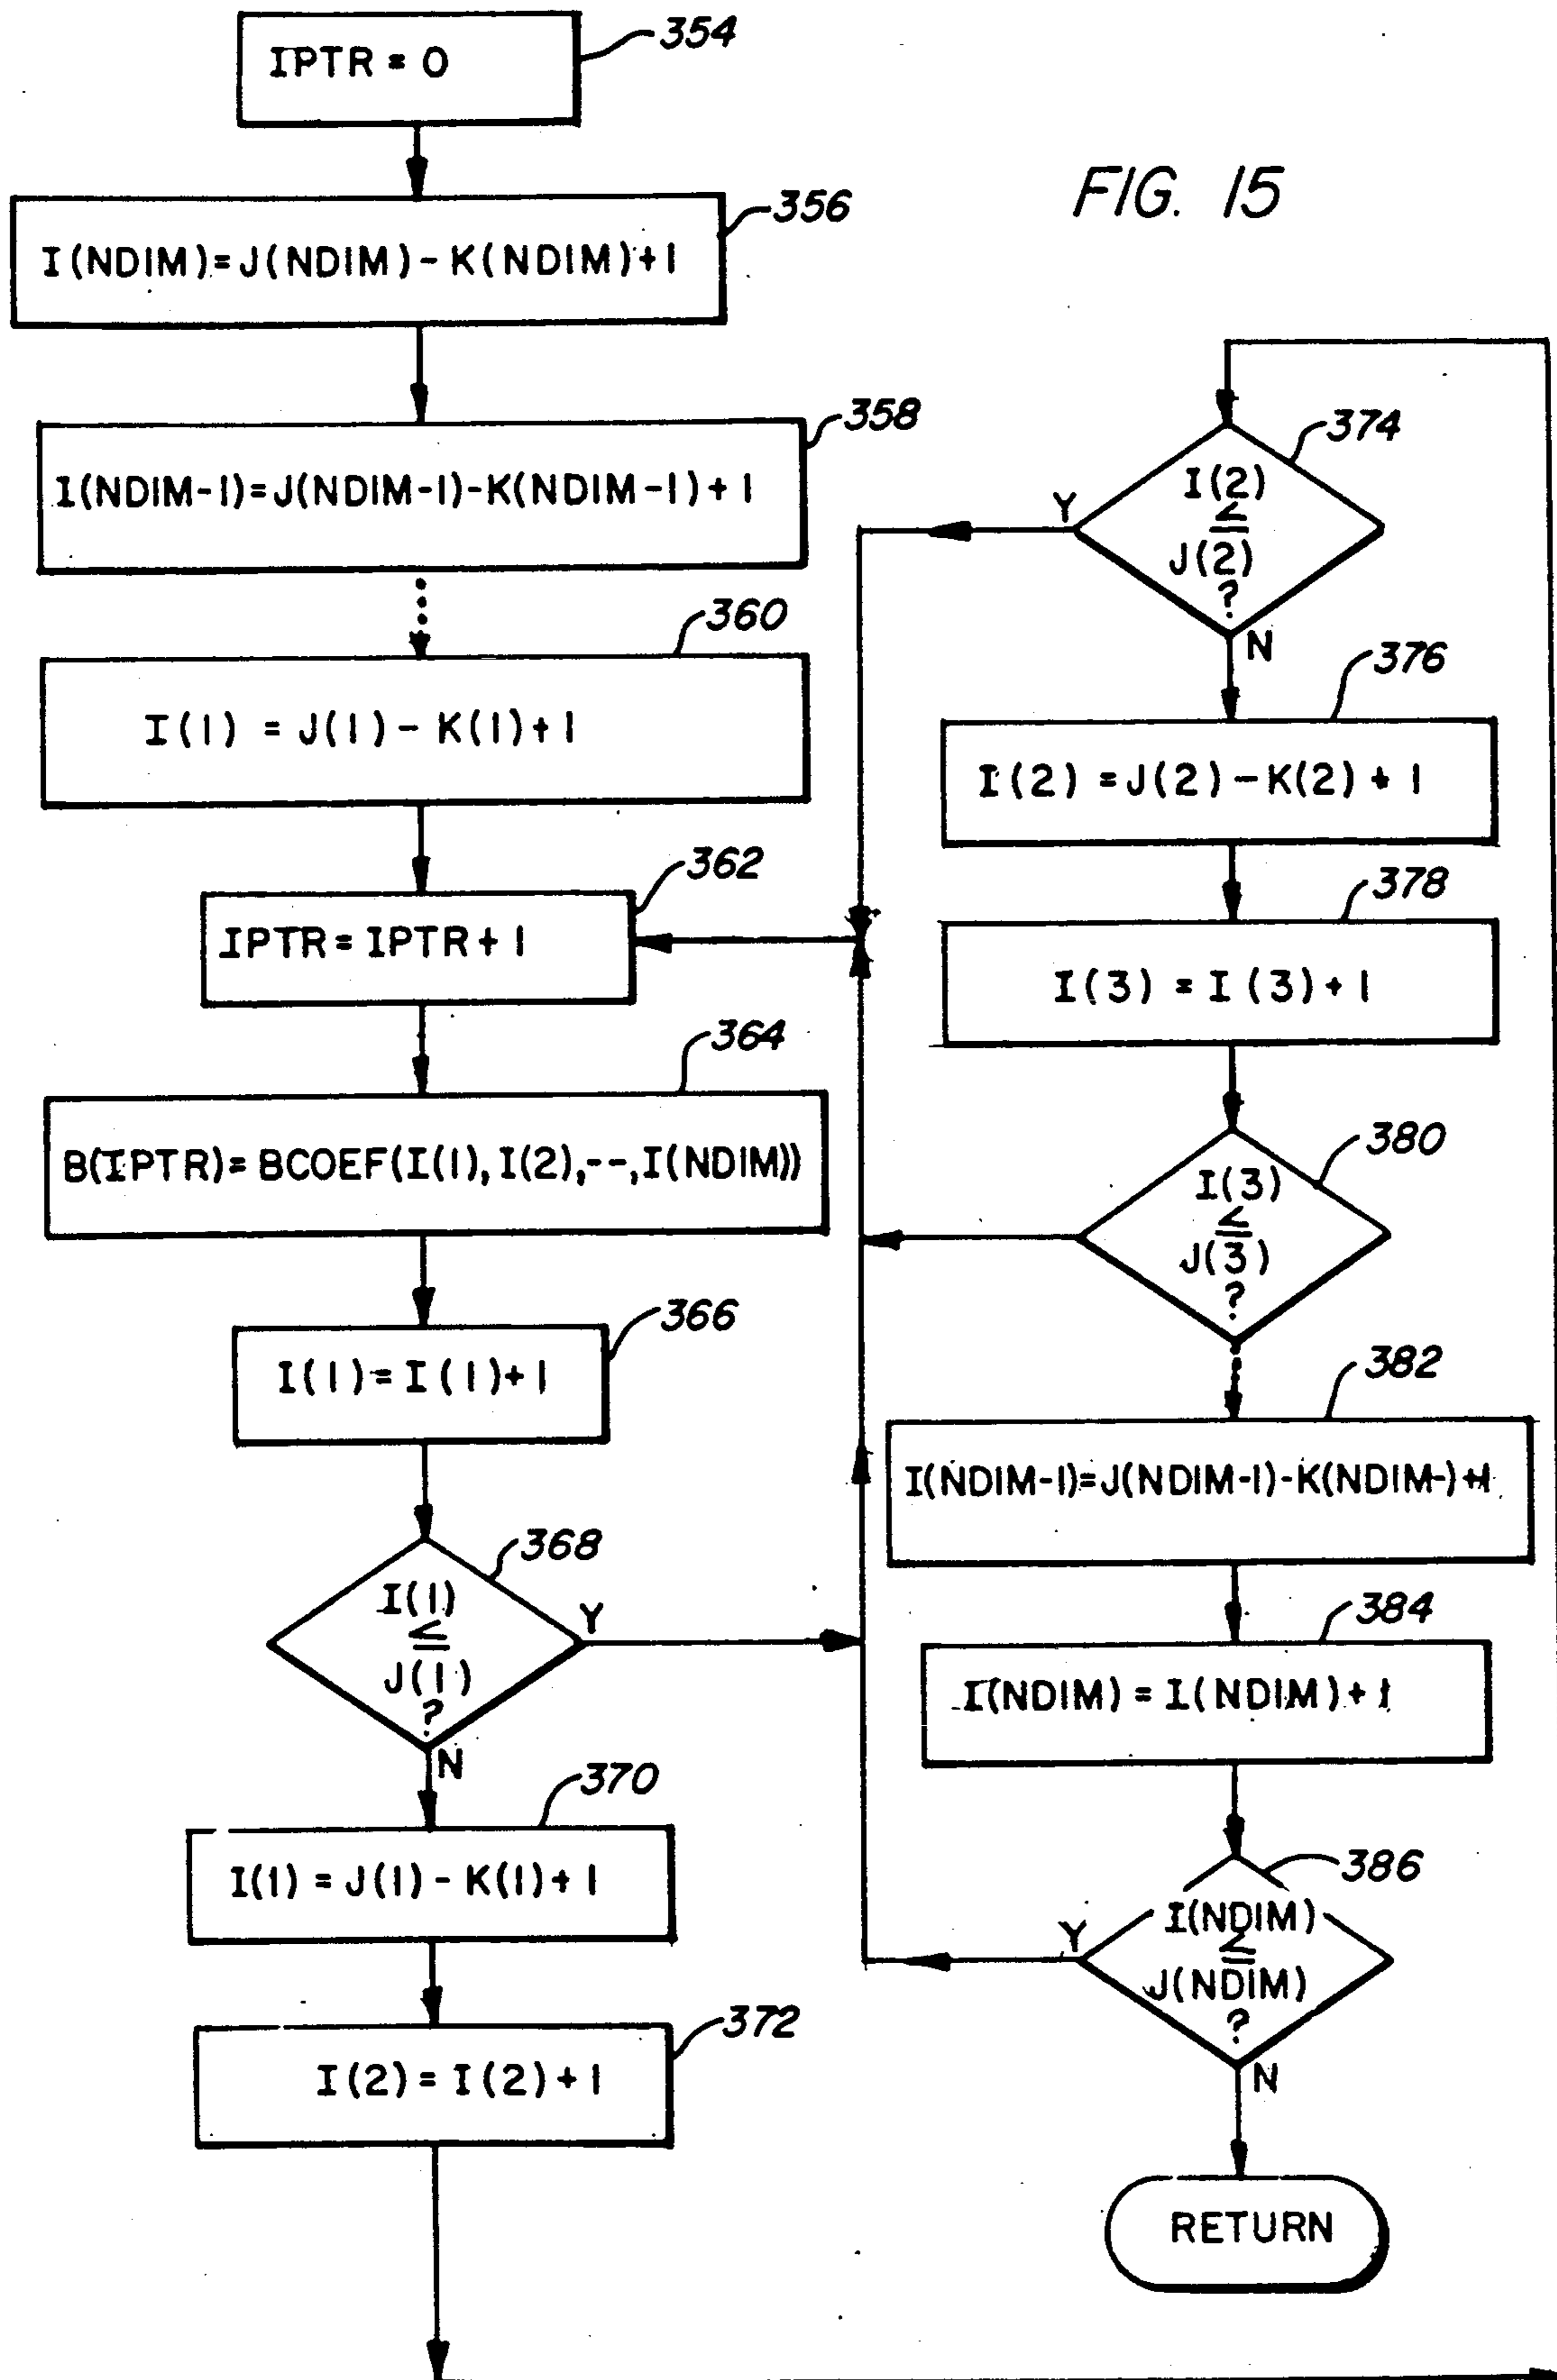 IPTR = 0
354
FIG. 15
I(NDIM)=J(NDIM)-K(NDIM)+1
356
I(NDIM-1)=J(NDIM-1)-K(NDIM-1)+1
358
I(1) = J(1) - K(1)+1
360
IPTR = IPTR + 1
362
B(IPTR)= BCOEF(I(1), I(2),--,I(NDIM))
364
I(1)= I(1)+1
366
I(1)
≤
J(1)
?
368
Y
N
I(1) = J(1) - K(1)+1
370
I(2)= I(2)+1
372
I(2)
≤
J(2)
?
374
Y
N
I(2) = J(2) - K(2) + 1
376
I(3) = I(3)+1
378
I(3)
≤
J(3)
?
380
I(NDIM-1)=J(NDIM-1)-K(NDIM-)+1
382
I(NDIM) = I(NDIM)+1
384
I(NDIM)
≤
J(NDIM)
?
386
Y
N
RETURN